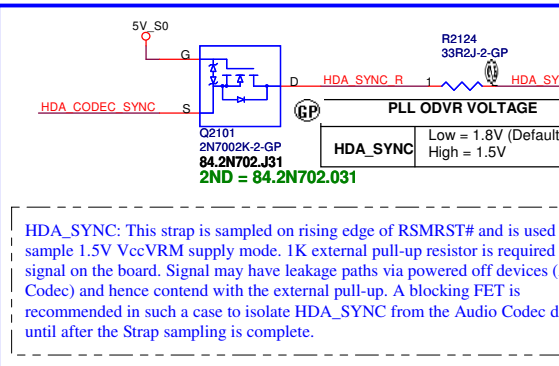 5V_S0
R2124
33R2J-2-GP
G
D
HDA_SYNC_R
1
HDA_SY
HDA_CODEC_SYNC
S
GP
PLL ODVR VOLTAGE
HDA_SYNC
Low = 1.8V (Default
High = 1.5V
Q2101
2N7002K-2-GP
84.2N702.J31
2ND = 84.2N702.031
HDA_SYNC: This strap is sampled on rising edge of RSMRST# and is used
sample 1.5V VccVRM supply mode. 1K external pull-up resistor is required
signal on the board. Signal may have leakage paths via powered off devices (
Codec) and hence contend with the external pull-up. A blocking FET is
recommended in such a case to isolate HDA_SYNC from the Audio Codec d
until after the Strap sampling is complete.